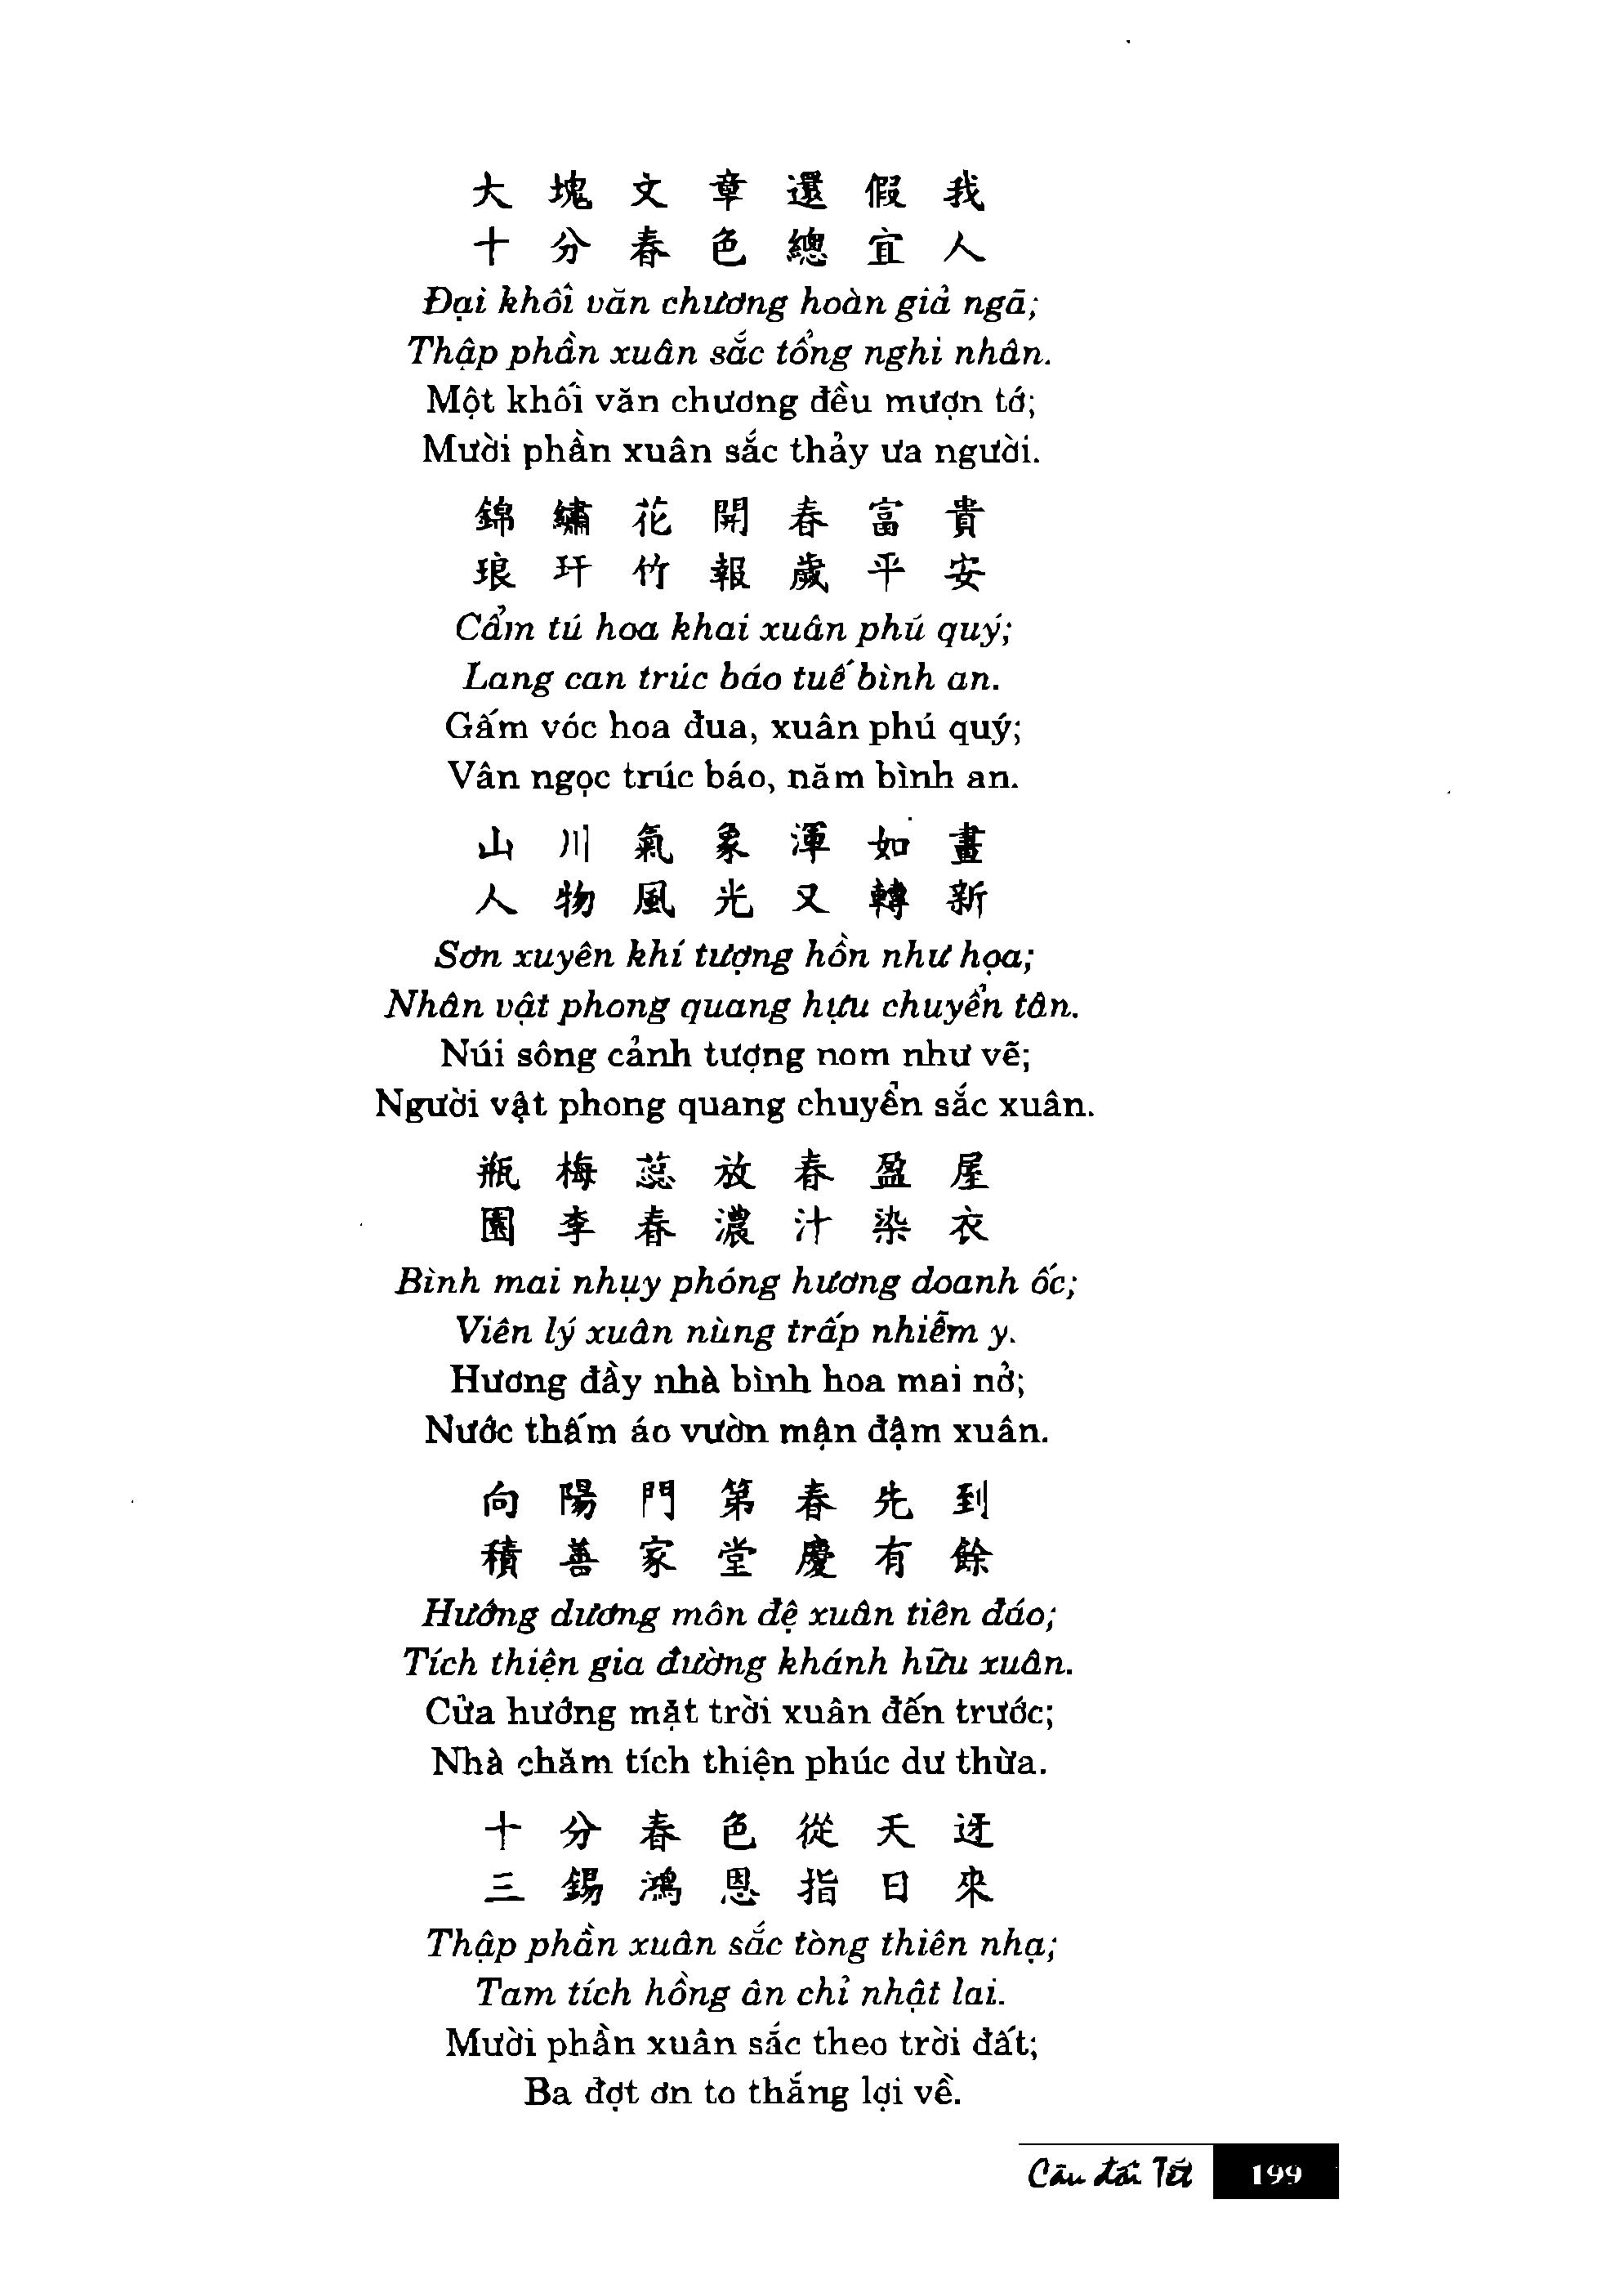 大塊文章還假我
十分春色總宜人
Đại khối văn chương hoàn giả ngã;
Thập phần xuân sắc tổng nghi nhân.
Một khối văn chương đều mượn tớ;
Mười phần xuân sắc thảy ưa người.
錦繡花開春富貴
琅玕竹報歲平安
Cẩm tú hoa khai xuân phú quý;
Lang can trúc báo tuế bình an.
Gấm vóc hoa đua, xuân phú quý;
Vân ngọc trúc báo, năm bình an.
山川氣象渾如畫
人物風光又轉新
Sơn xuyên khí tượng hồn như họa;
Nhân vật phong quang hựu chuyển tân.
Núi sông cảnh tượng nom như vẽ;
Người vật phong quang chuyển sắc xuân.
瓶梅蕊放春盈屋
園李春濃汁染衣
Bình mai nhụy phóng hương doanh ốc;
Viên lý xuân nùng trấp nhiễm y.
Hương đầy nhà bình hoa mai nở;
Nước thấm áo vườn mận đậm xuân.
向陽門第春先到
積善家堂慶有餘
Hướng dương môn đệ xuân tiên đáo;
Tích thiện gia đường khánh hữu xuân.
Cửa hướng mặt trời xuân đến trước;
Nhà chăm tích thiện phúc dư thừa.
十分春色從天迓
三錫鴻恩指日來
Thập phần xuân sắc tòng thiên nhạ;
Tam tích hồng ân chỉ nhật lai.
Mười phần xuân sắc theo trời đất;
Ba đợt ơn to thắng lợi về.
Câu đối Tết 199